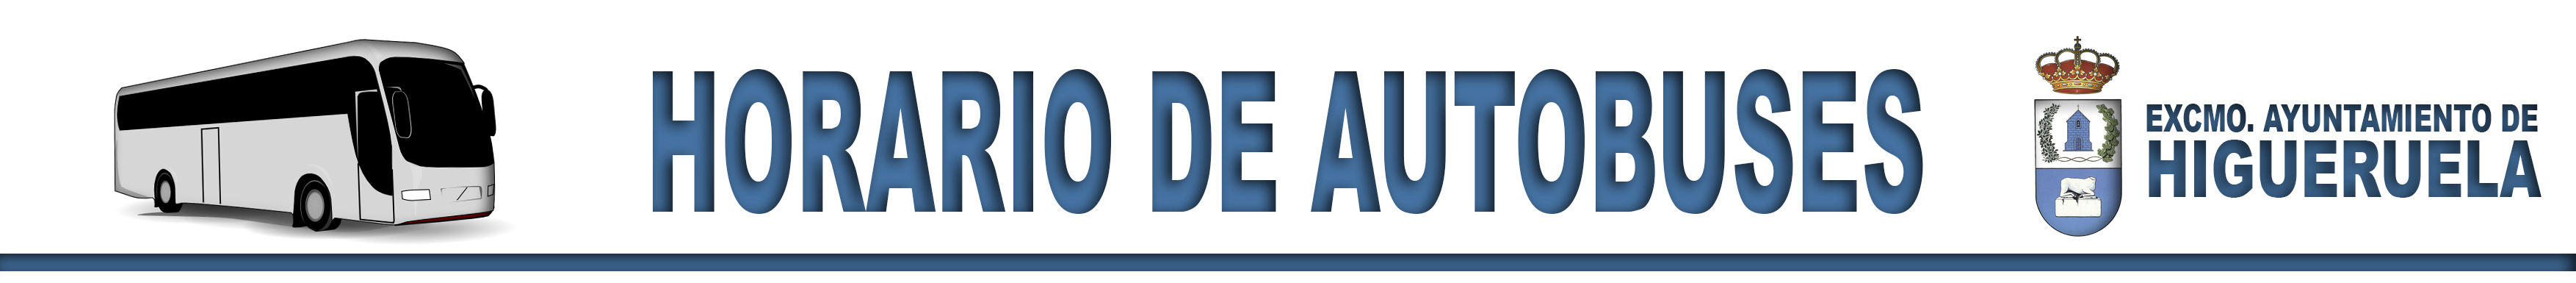 HORARIO DE AUTOBUSES
EXCMO. AYUNTAMIENTO DE
HIGUERUELA